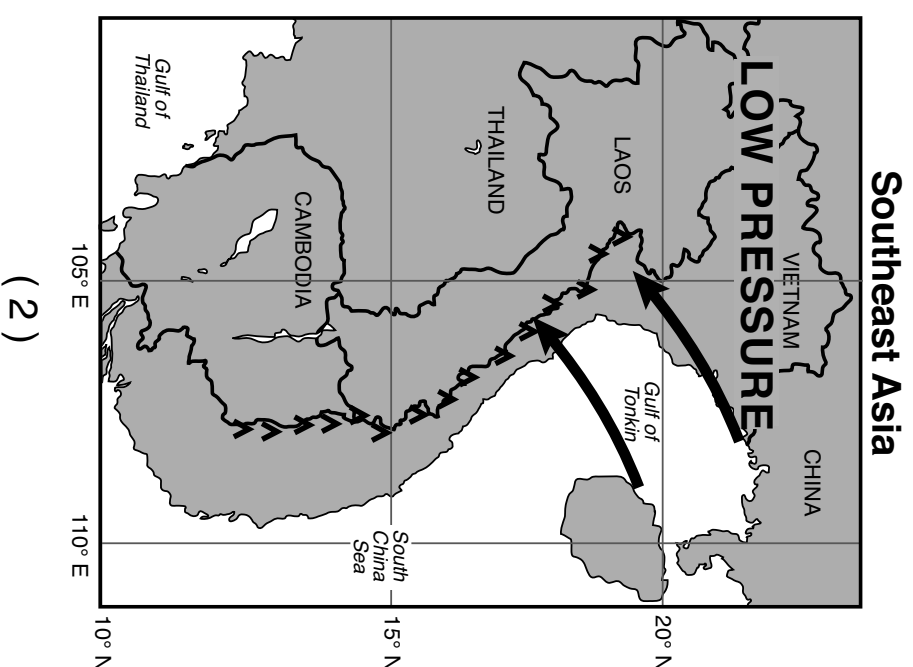 Southeast Asia
LOW PRESSURE
CHINA
VIETNAM
LAOS
THAILAND
CAMBODIA
Gulf of
Tonkin
South
China
Sea
Gulf of
Thailand
20° N
15° N
10° N
105° E
110° E
( 2 )